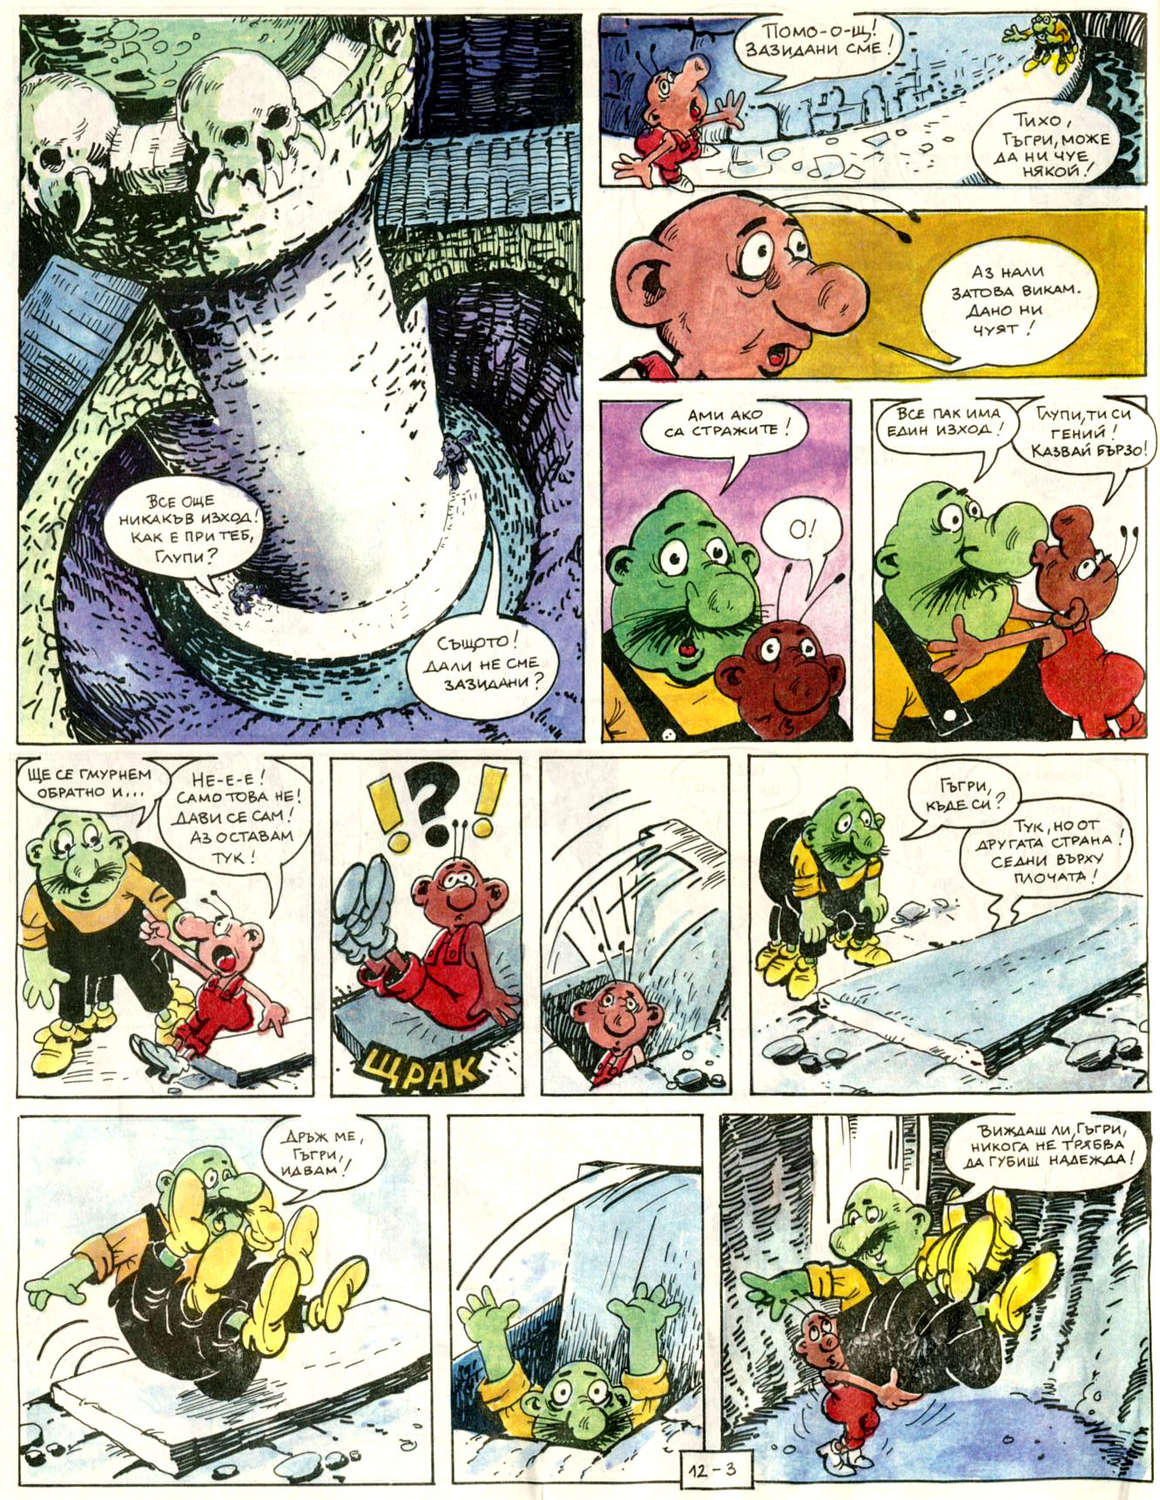 ВСЕ ОЩЕ
НИКАКЪВ ИЗХОД!
КАК Е ПРИ ТЕБ,
ГЛУПИ?
СЪЩОТО!
ДАЛИ НЕ СМЕ
ЗАЗИДАНИ?
ПОМО-О-Щ!
ЗАЗИДАНИ СМЕ!
ТИХО,
ГЪГРИ, МОЖЕ
ДА НИ ЧУЕ
НЯКОЙ!
АЗ НАЛИ
ЗАТОВА ВИКАМ.
ДАНО НИ
ЧУЯТ!
АМИ АКО
СА СТРАЖИТЕ!
О!
ВСЕ ПАК ИМА
ЕДИН ИЗХОД!
ГЛУПИ, ТИ СИ
ГЕНИЙ!
КАЗВАЙ БЪРЗО!
ЩЕ СЕ ГМУРНЕМ
ОБРАТНО И...
НЕ-Е-Е!
САМО ТОВА НЕ!
ДАВИ СЕ САМ!
АЗ ОСТАВАМ
ТУК!
!?!
ЩРАК
ГЪГРИ,
КЪДЕ СИ?
ТУК, НО ОТ
ДРУГАТА СТРАНА!
СЕДНИ ВЪРХУ
ПЛОЧАТА!
ДРЪЖ МЕ,
ГЪГРИ,
ИДВАМ!
ВИЖДАШ ЛИ, ГЪГРИ,
НИКОГА НЕ ТРЯБВА
ДА ГУБИШ НАДЕЖДА!
12-3